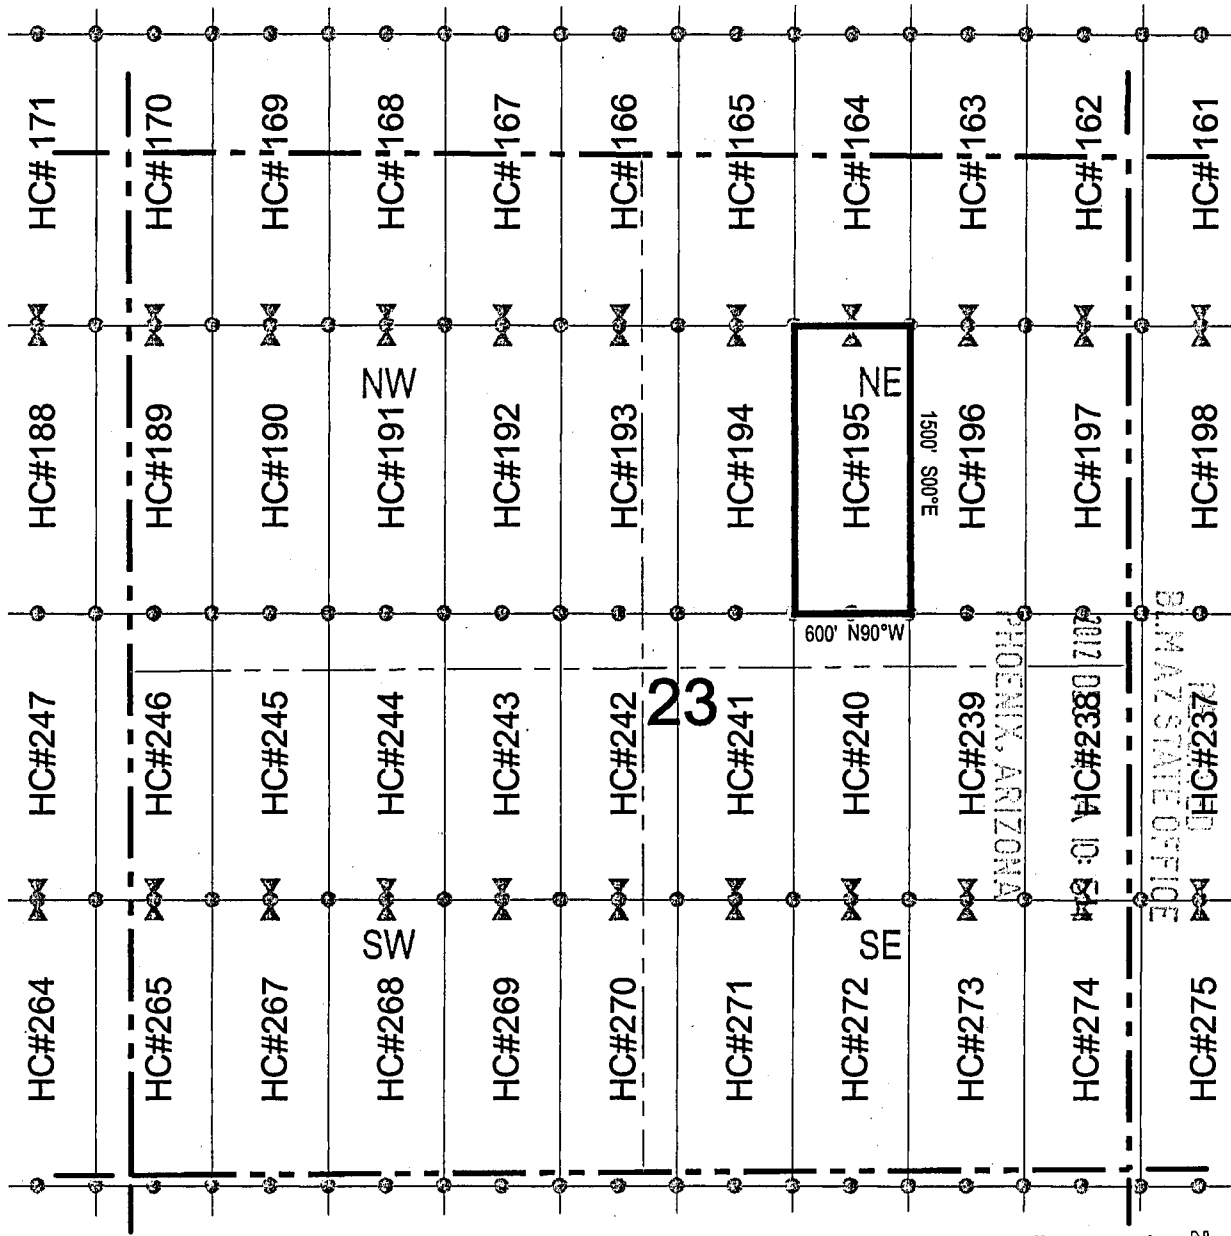 HC# 171
HC# 170
HC# 169
HC# 168
HC# 167
HC# 166
HC# 165
HC# 164
HC# 163
HC# 162
HC# 161
NW
NE
HC#188
HC#189
HC#190
HC#191
HC#192
HC#193
HC#194
HC#195
1500' S00°E
HC#196
HC#197
HC#198
600' N90°W
23
HC#247
HC#246
HC#245
HC#244
HC#243
HC#242
HC#241
HC#240
HC#239
HC#238
HC#237
BLM AZ STATE OFFICE
2012
PHOENIX, ARIZONA
SW
SE
HC#264
HC#265
HC#267
HC#268
HC#269
HC#270
HC#271
HC#272
HC#273
HC#274
HC#275